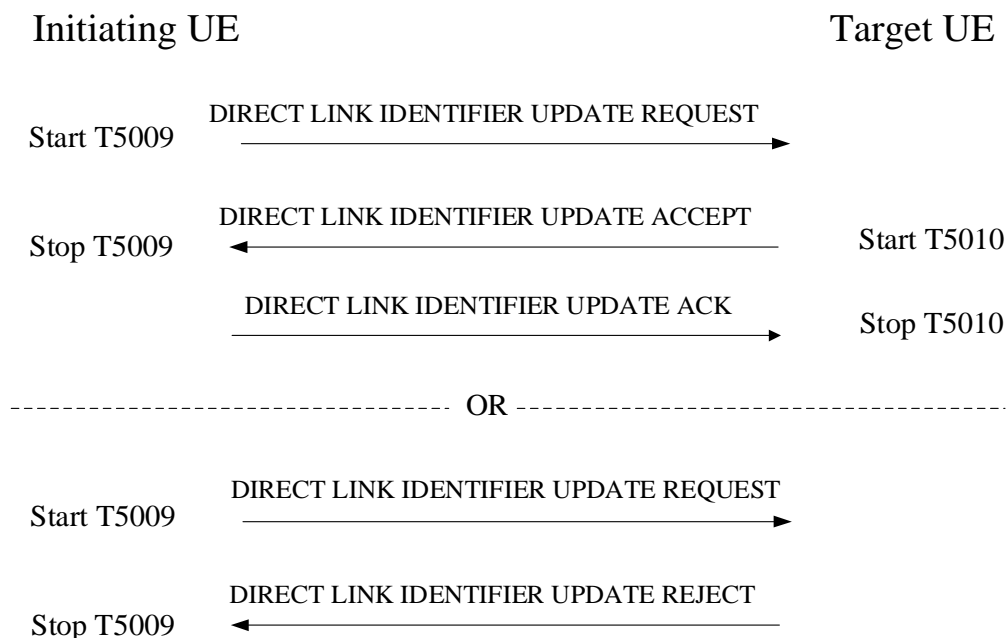 Initiating UE
Target UE
DIRECT LINK IDENTIFIER UPDATE REQUEST
Start T5009
DIRECT LINK IDENTIFIER UPDATE ACCEPT
Stop T5009
Start T5010
DIRECT LINK IDENTIFIER UPDATE ACK
Stop T5010
OR
DIRECT LINK IDENTIFIER UPDATE REQUEST
Start T5009
DIRECT LINK IDENTIFIER UPDATE REJECT
Stop T5009